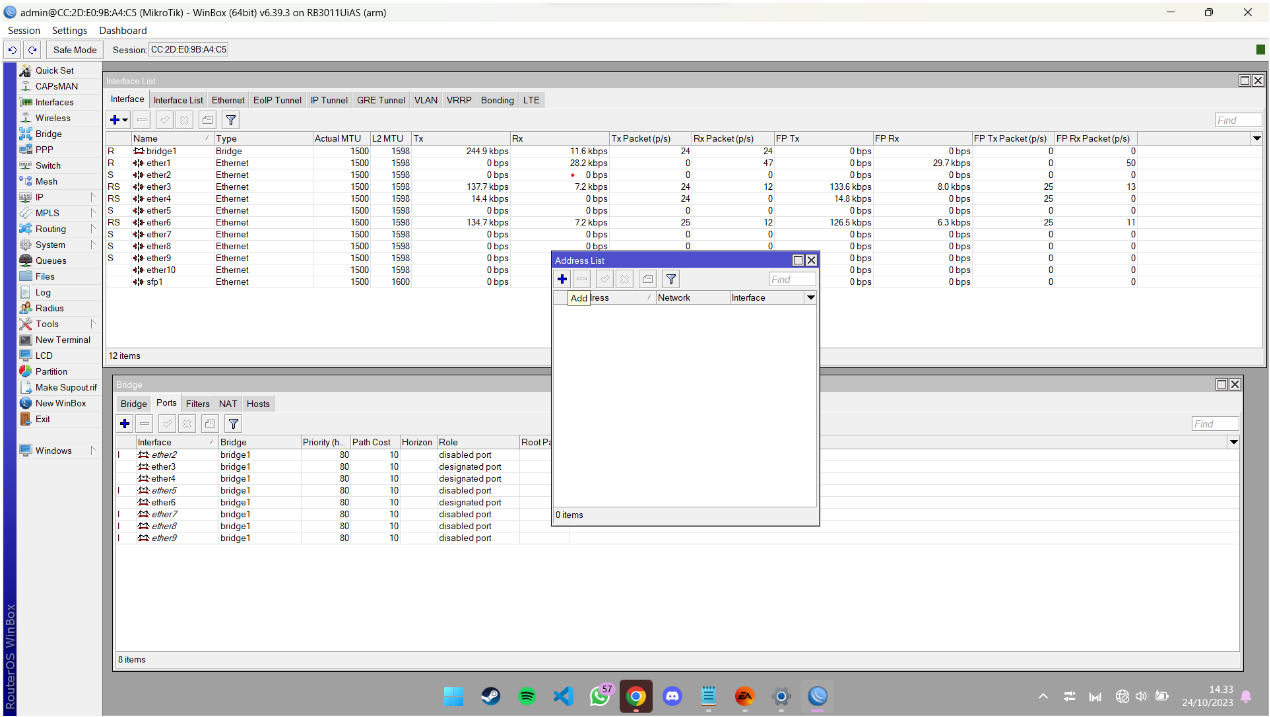 admin@CC:2D:E0:9B:A4:C5 (MikroTik) - WinBox (64bit) v6.39.3 on RB3011UiAS (arm)
Session Settings Dashboard
Safe Mode Session: CC:2D:E0:9B:A4:C5
Quick Set
CAPsMAN
Interfaces
Wireless
Bridge
PPP
Switch
Mesh
IP
MPLS
Routing
System
Queues
Files
Log
Radius
Tools
New Terminal
LCD
Partition
Make Supout.rif
New WinBox
Exit
Windows
RouterOS WinBox
Interface List
Interface Interface List Ethernet EoIP Tunnel IP Tunnel GRE Tunnel VLAN VRRP Bonding LTE
Find
Name Type Actual MTU L2 MTU Tx Rx Tx Packet (p/s) Rx Packet (p/s) FP Tx FP Rx FP Tx Packet (p/s) FP Rx Packet (p/s)
R bridge1 Bridge 1500 1598 244.9 kbps 11.6 kbps 24 24 0 bps 0 bps 0 0
R ether1 Ethernet 1500 1598 0 bps 28.2 kbps 0 47 0 bps 29.7 kbps 0 50
S ether2 Ethernet 1500 1598 0 bps 0 bps 0 0 0 bps 0 bps 0 0
RS ether3 Ethernet 1500 1598 137.7 kbps 7.2 kbps 24 12 133.6 kbps 8.0 kbps 25 13
RS ether4 Ethernet 1500 1598 14.4 kbps 0 bps 24 0 14.8 kbps 0 bps 25 0
S ether5 Ethernet 1500 1598 0 bps 0 bps 0 0 0 bps 0 bps 0 0
RS ether6 Ethernet 1500 1598 134.7 kbps 7.2 kbps 25 12 126.5 kbps 6.3 kbps 25 11
S ether7 Ethernet 1500 1598 0 bps 0 bps 0 0 0 bps 0 bps 0 0
S ether8 Ethernet 1500 1598 0 bps 0 bps 0 0 0 bps 0 bps 0 0
S ether9 Ethernet 1500 1598 0 bps 0 bps 0 0
ether10 Ethernet 1500 1598 0 bps 0 bps 0 bps 0 0
sfp1 Ethernet 1500 1600 0 bps 0 bps 0 bps 0 0
12 items
Address List
Find
Add ress Network Interface
0 items
Bridge
Bridge Ports Filters NAT Hosts
Find
Interface Bridge Priority (h... Path Cost Horizon Role Root Pa
I ether2 bridge1 80 10 disabled port
ether3 bridge1 80 10 designated port
ether4 bridge1 80 10 designated port
I ether5 bridge1 80 10 disabled port
ether6 bridge1 80 10 designated port
I ether7 bridge1 80 10 disabled port
I ether8 bridge1 80 10 disabled port
I ether9 bridge1 80 10 disabled port
8 items
57
EA
14.33
24/10/2023